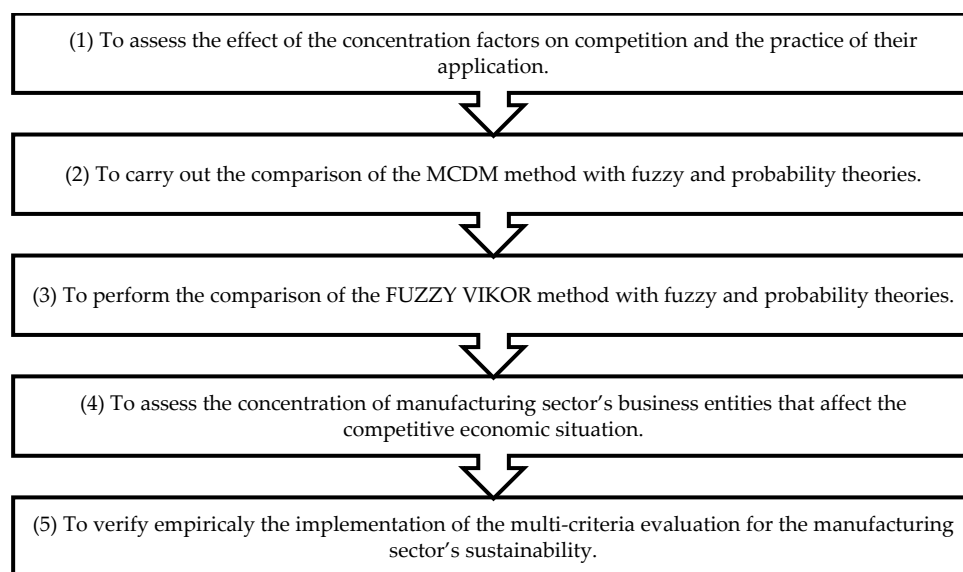 (1) To assess the effect of the concentration factors on competition and the practice of their
application.
(2) To carry out the comparison of the MCDM method with fuzzy and probability theories.
(3) To perform the comparison of the FUZZY VIKOR method with fuzzy and probability theories.
(4) To assess the concentration of manufacturing sector’s business entities that affect the
competitive economic situation.
(5) To verify empiricaly the implementation of the multi-criteria evaluation for the manufacturing
sector’s sustainability.